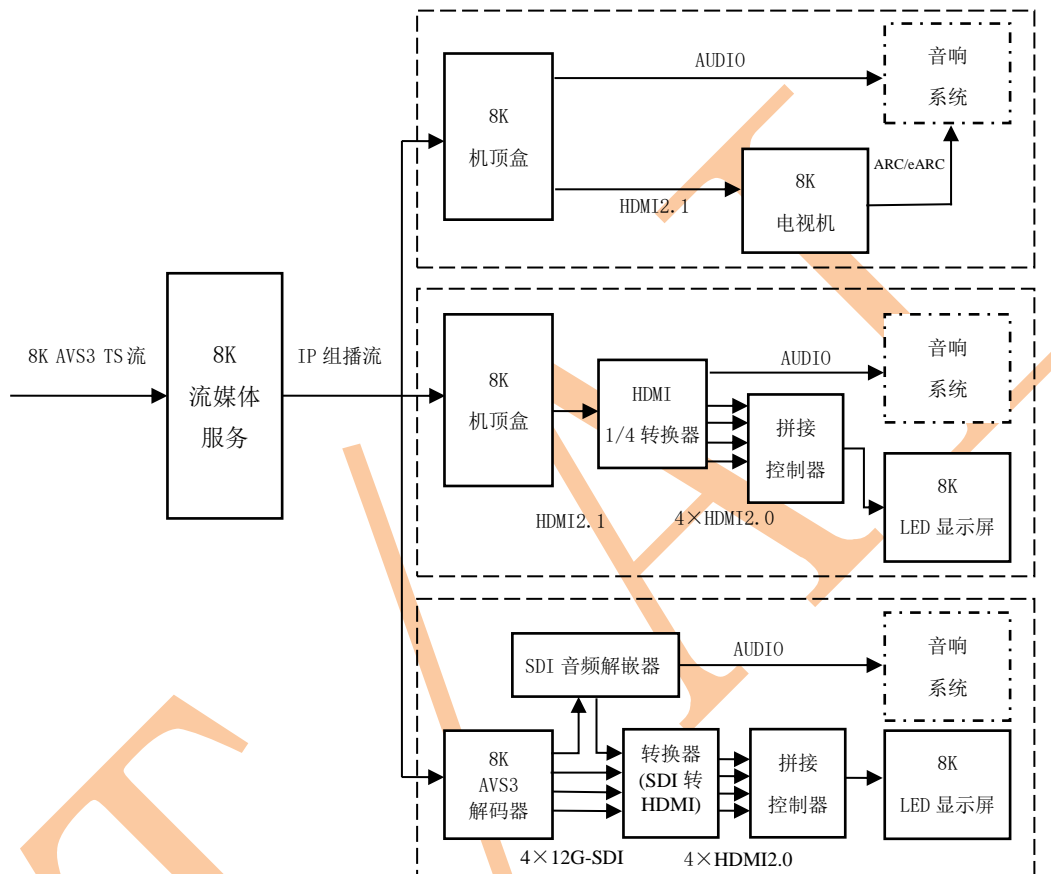 AUDIO
音响
系统
8K
机顶盒
ARC/eARC
HDMI2.1
8K
电视机
8K AVS3 TS流
8K
流媒体
服务
IP 组播流
8K
机顶盒
HDMI
1/4 转换器
AUDIO
音响
系统
拼接
控制器
8K
LED 显示屏
HDMI2.1
4×HDMI2.0
SDI 音频解嵌器
AUDIO
音响
系统
8K
AVS3
解码器
转换器
(SDI 转
HDMI)
拼接
控制器
8K
LED 显示屏
4×12G-SDI
4×HDMI2.0